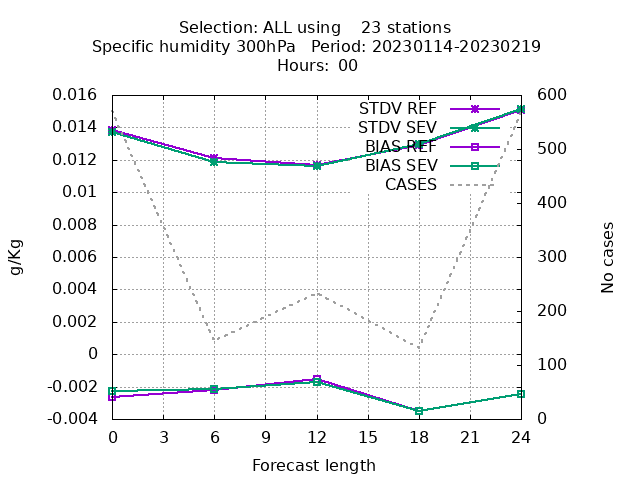 Selection: ALL using    23 stations
Specific humidity 300hPa   Period: 20230114-20230219
Hours: 00
0.016
0.014
0.012
0.01
0.008
0.006
0.004
0.002
0
-0.002
-0.004
600
500
400
300
200
100
0
STDV REF
STDV SEV
BIAS REF
BIAS SEV
CASES
g/Kg
No cases
0 3 6 9 12 15 18 21 24
Forecast length